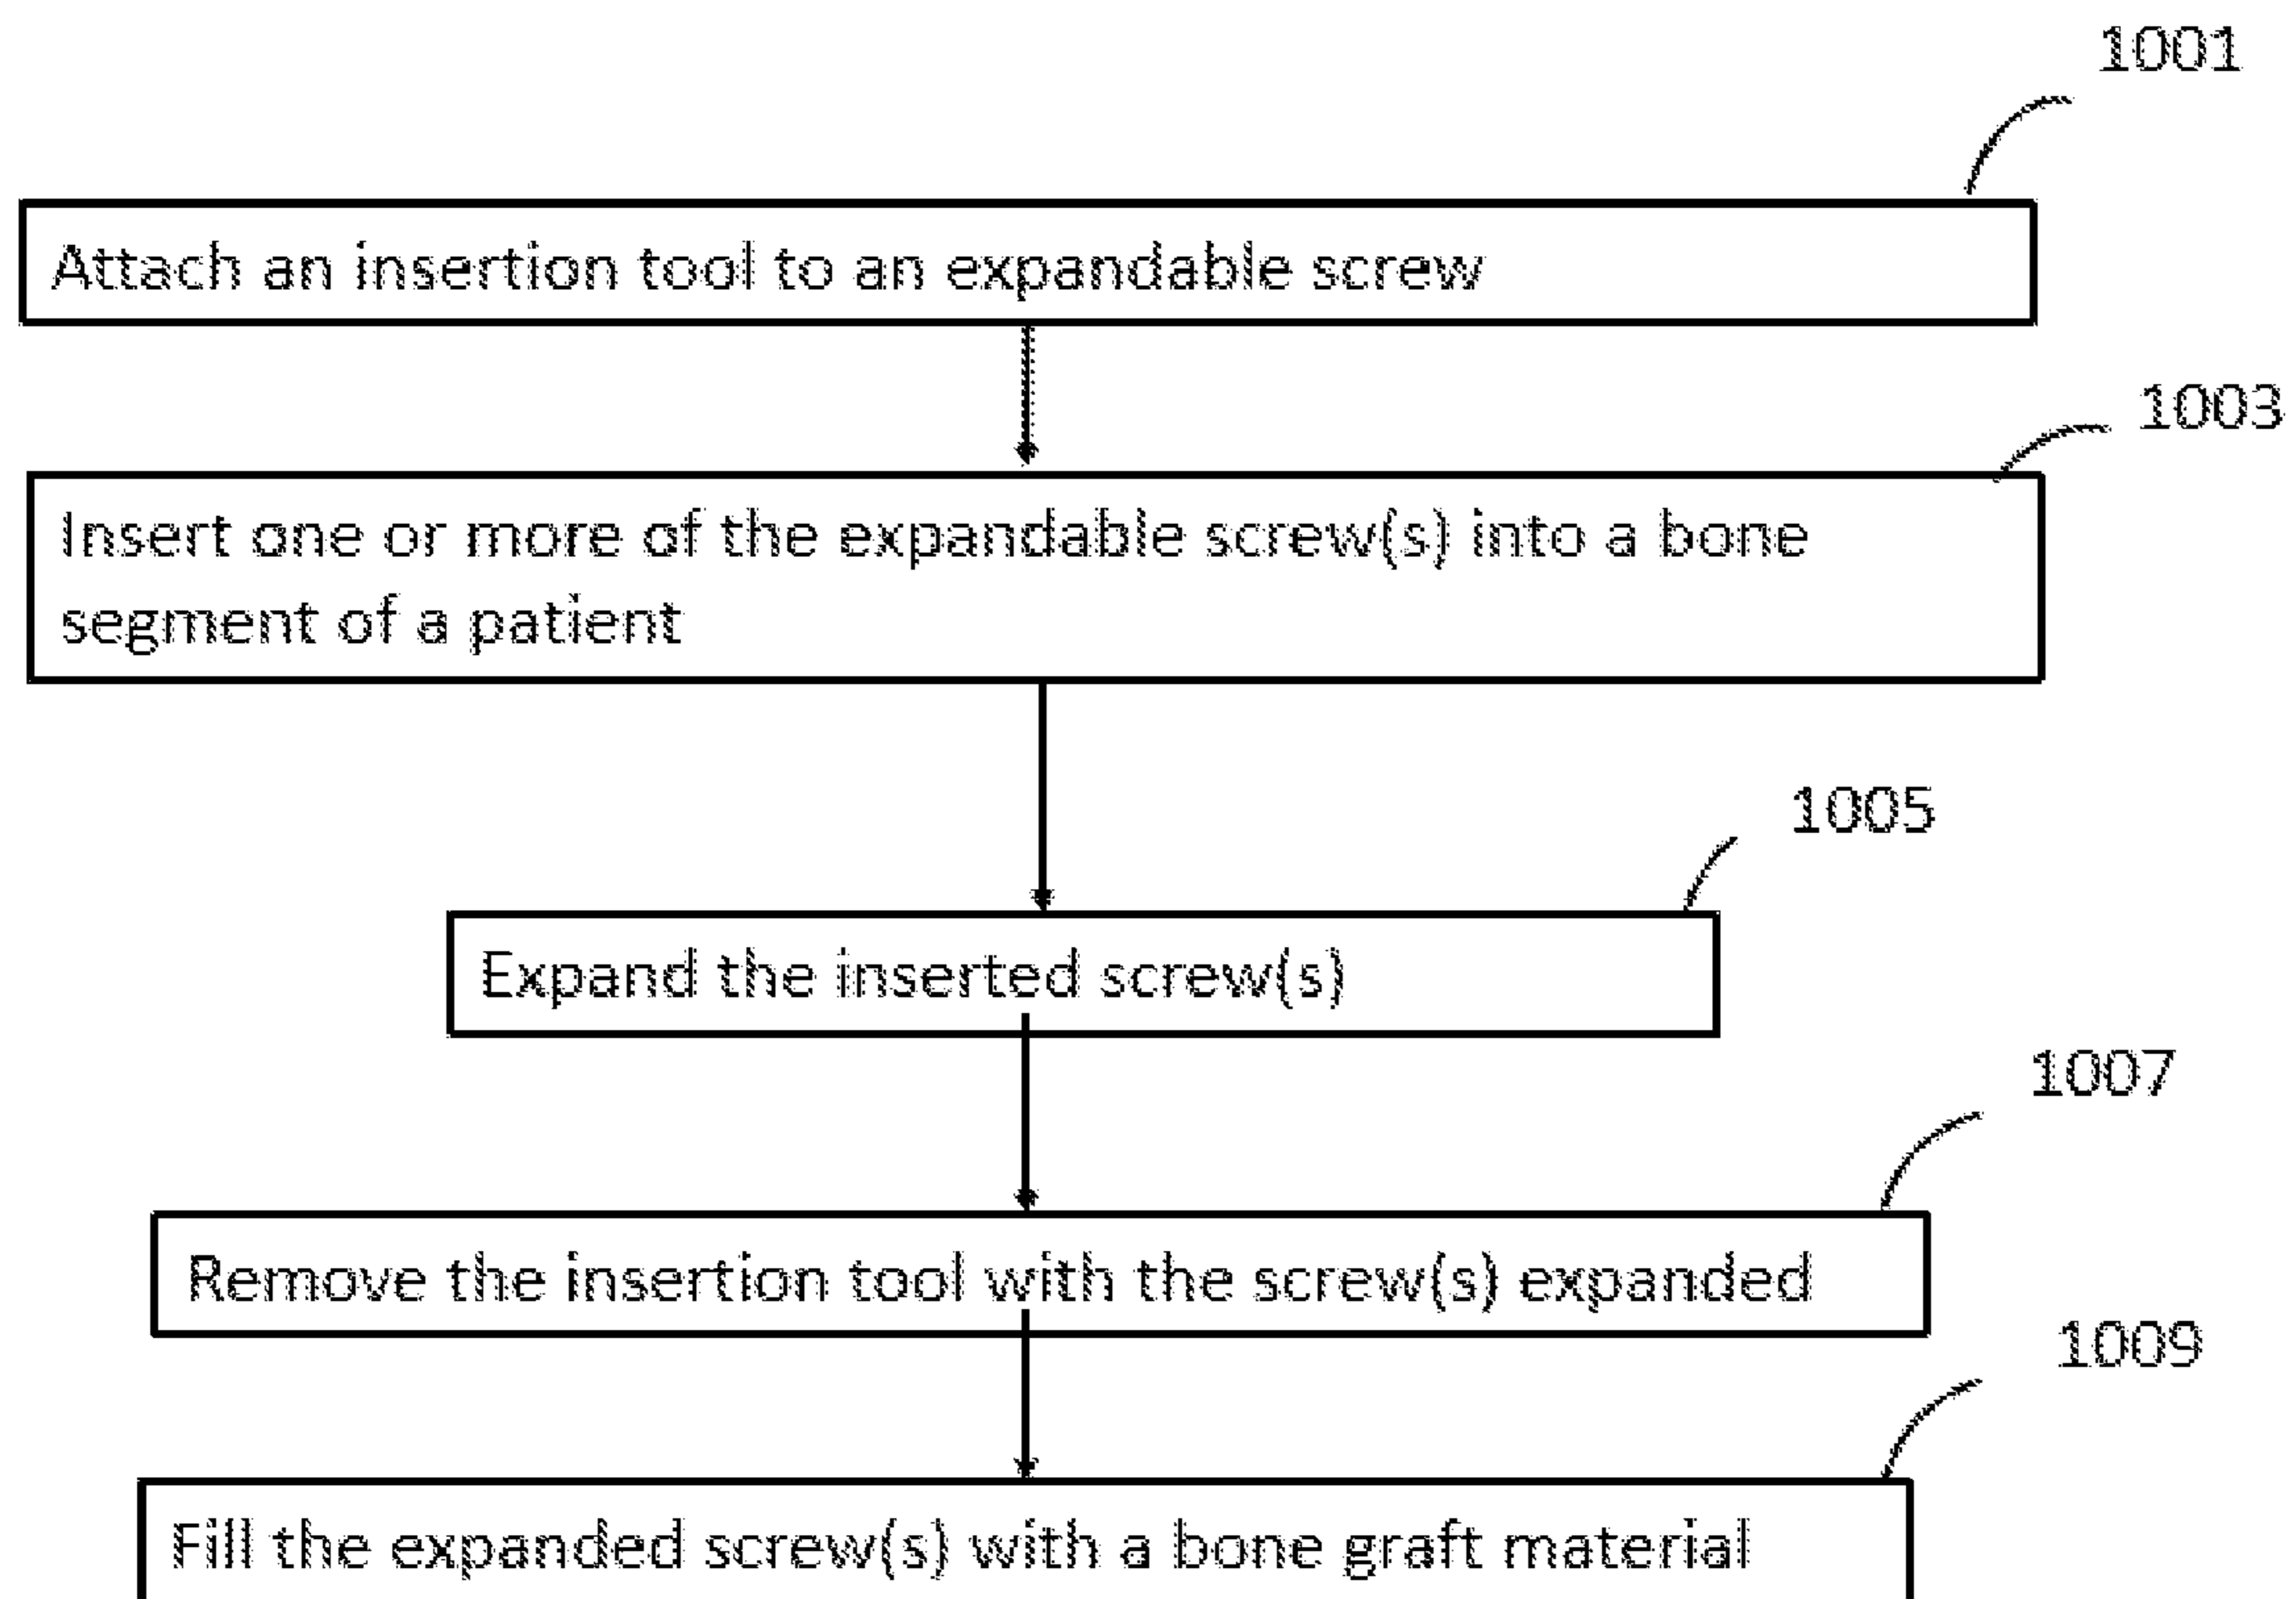 1001
Attach an insertion tool to an expandable screw
1003
Insert one or more of the expandable screw(s) into a bone
segment of a patient
1005
Expand the inserted screw(s)
1007
Remove the insertion tool with the screw(s) expanded
1009
Fill the expanded screw(s) with a bone graft material